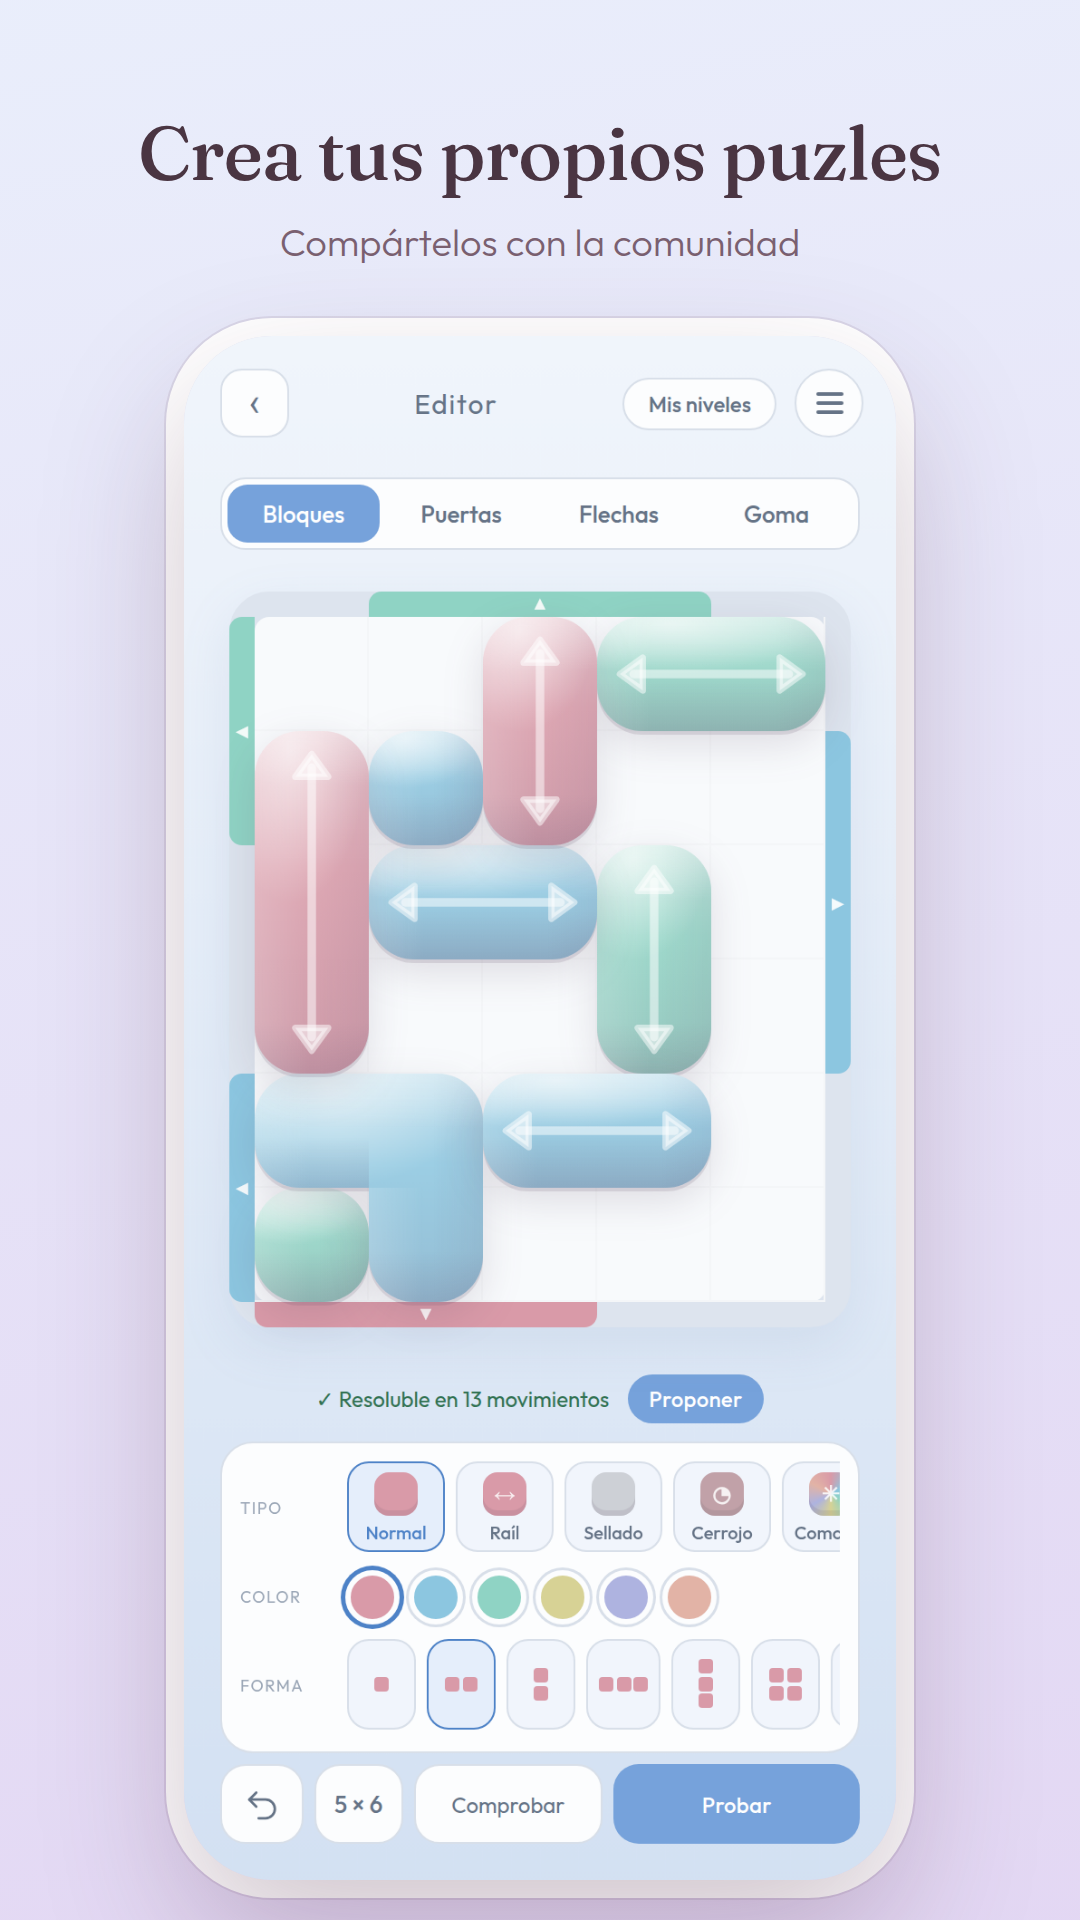 Crea tus propios puzles
Compártelos con la comunidad
Editor
Mis niveles
Bloques
Puertas
Flechas
Goma
✓ Resoluble en 13 movimientos
Proponer
TIPO
Normal
Raíl
Sellado
Cerrojo
Como
COLOR
FORMA
5 × 6
Comprobar
Probar